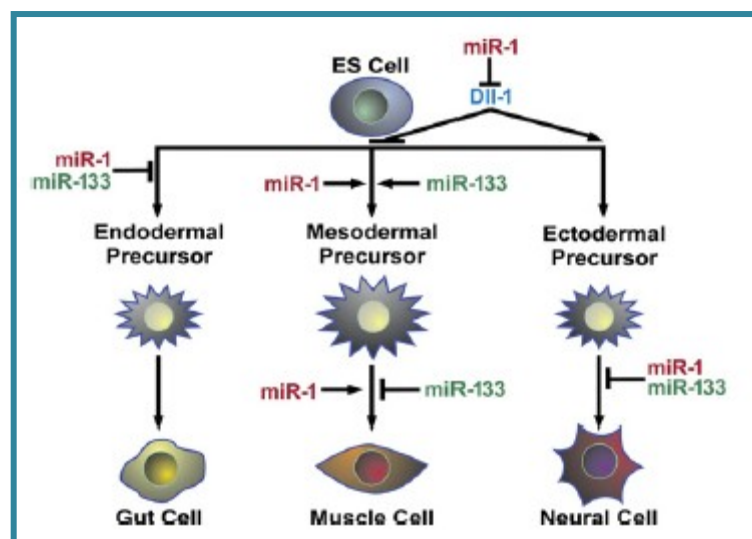 miR-1
ES Cell
Dll-1
miR-1
miR-133
miR-1
miR-133
Endodermal
Precursor
Mesodermal
Precursor
Ectodermal
Precursor
miR-1
miR-133
miR-1
miR-133
Gut Cell
Muscle Cell
Neural Cell